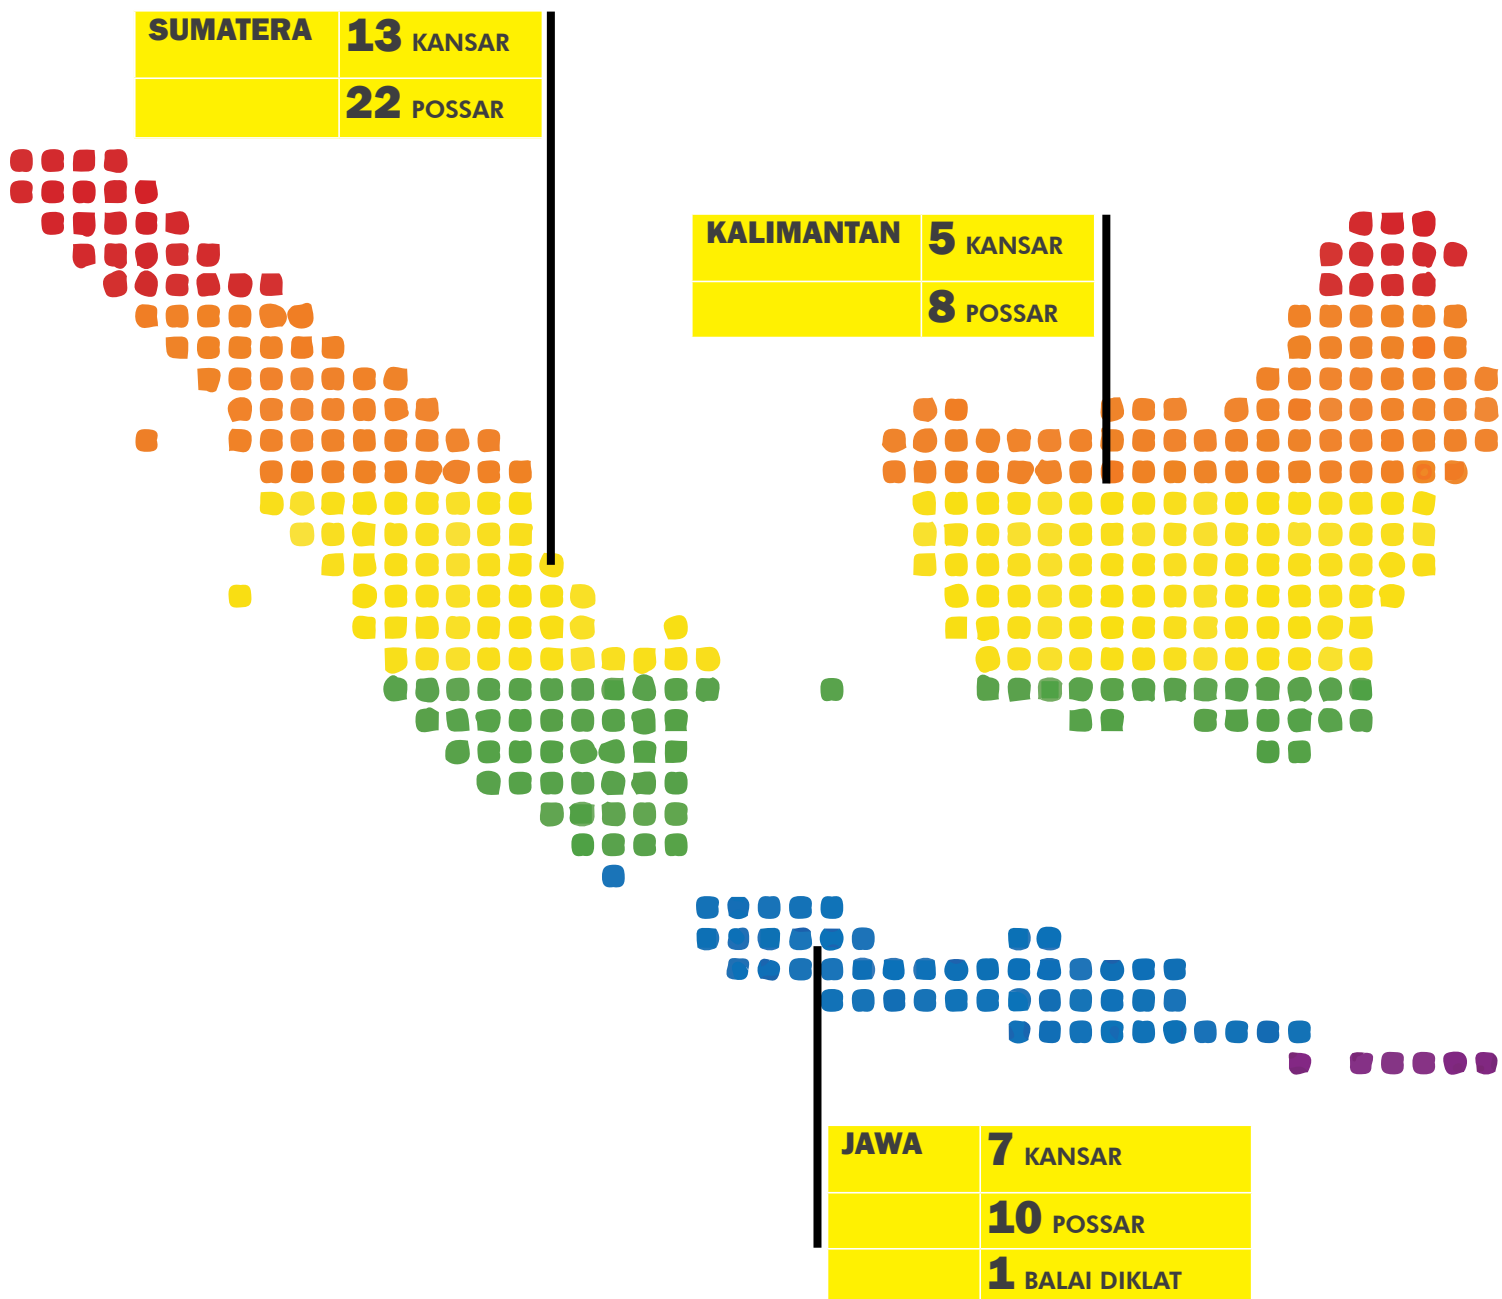 SUMATERA 13 KANSAR
22 POSSAR
KALIMANTAN 5 KANSAR
8 POSSAR
JAWA 7 KANSAR
10 POSSAR
1 BALAI DIKLAT